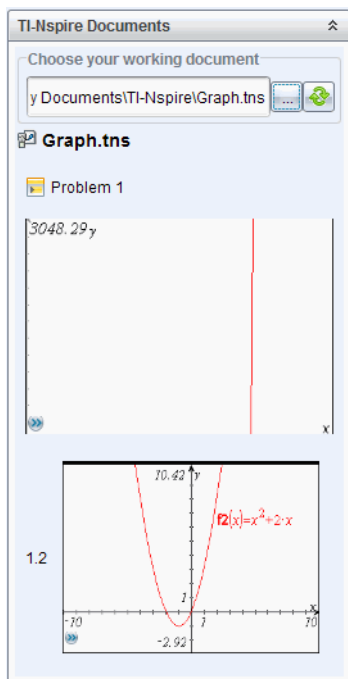 TI-Nspire Documents
Choose your working document
y Documents\TI-Nspire\Graph.tns
...
Graph.tns
Problem 1
3048.29 y
x
1.2
10.42 y
f2(x)=x²+2·x
1
x
-10
1
10
-2.92